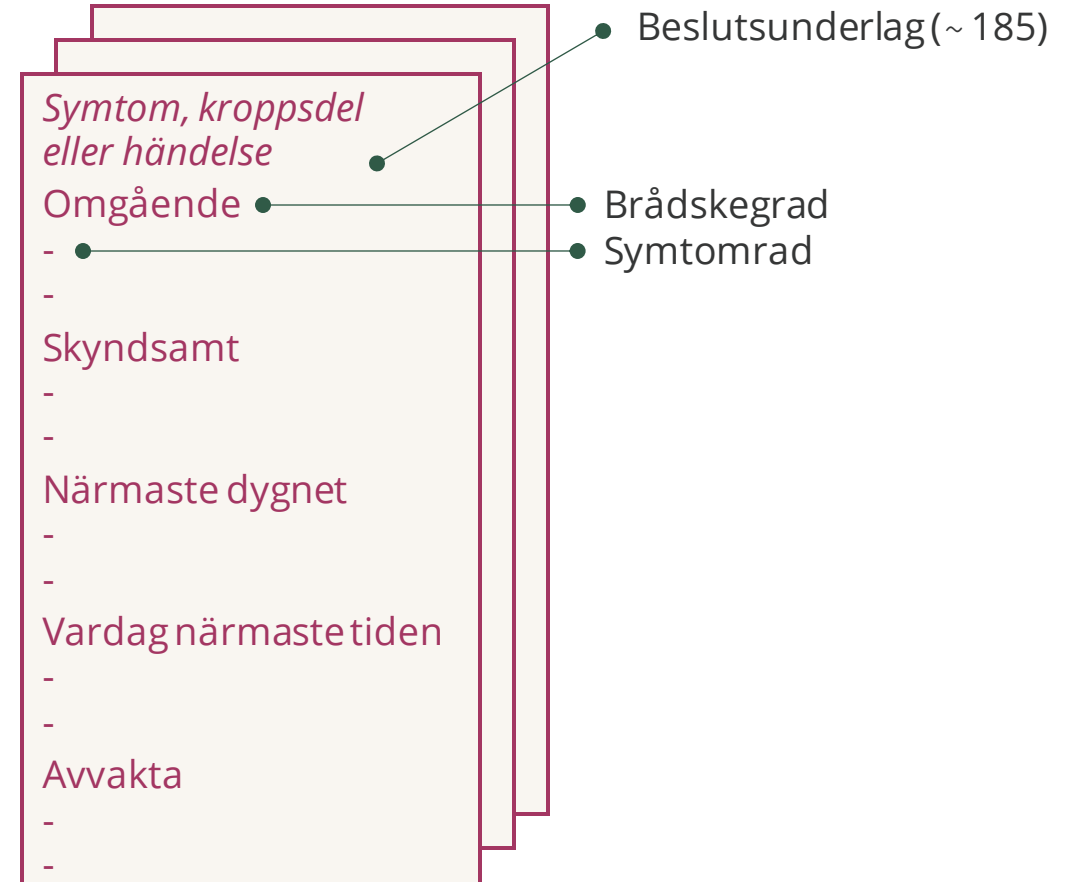 Beslutsunderlag (~ 185)
Symtom, kroppsdel
eller händelse
Omgående
Brådskegrad
-
Symtomrad
-
Skyndsamt
-
-
Närmaste dygnet
-
-
Vardag närmaste tiden
-
-
Avvakta
-
-